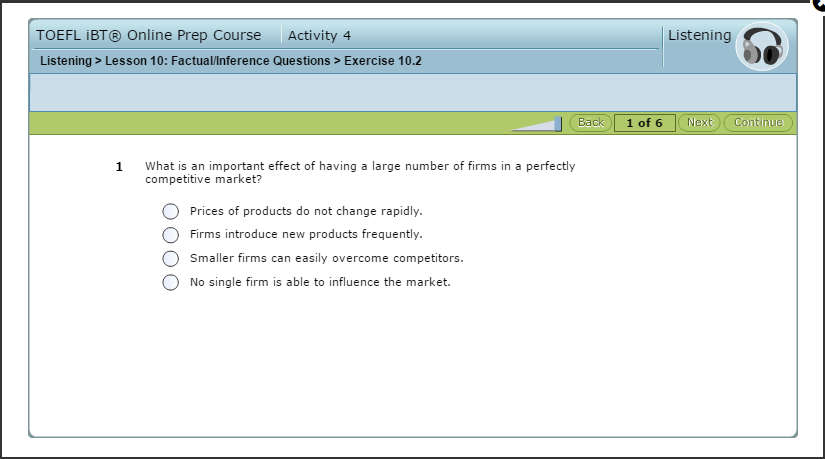 TOEFL iBT® Online Prep Course Activity 4 Listening
Listening > Lesson 10: Factual/Inference Questions > Exercise 10.2
Back 1 of 6 Next Continue
1 What is an important effect of having a large number of firms in a perfectly
competitive market?
Prices of products do not change rapidly.
Firms introduce new products frequently.
Smaller firms can easily overcome competitors.
No single firm is able to influence the market.